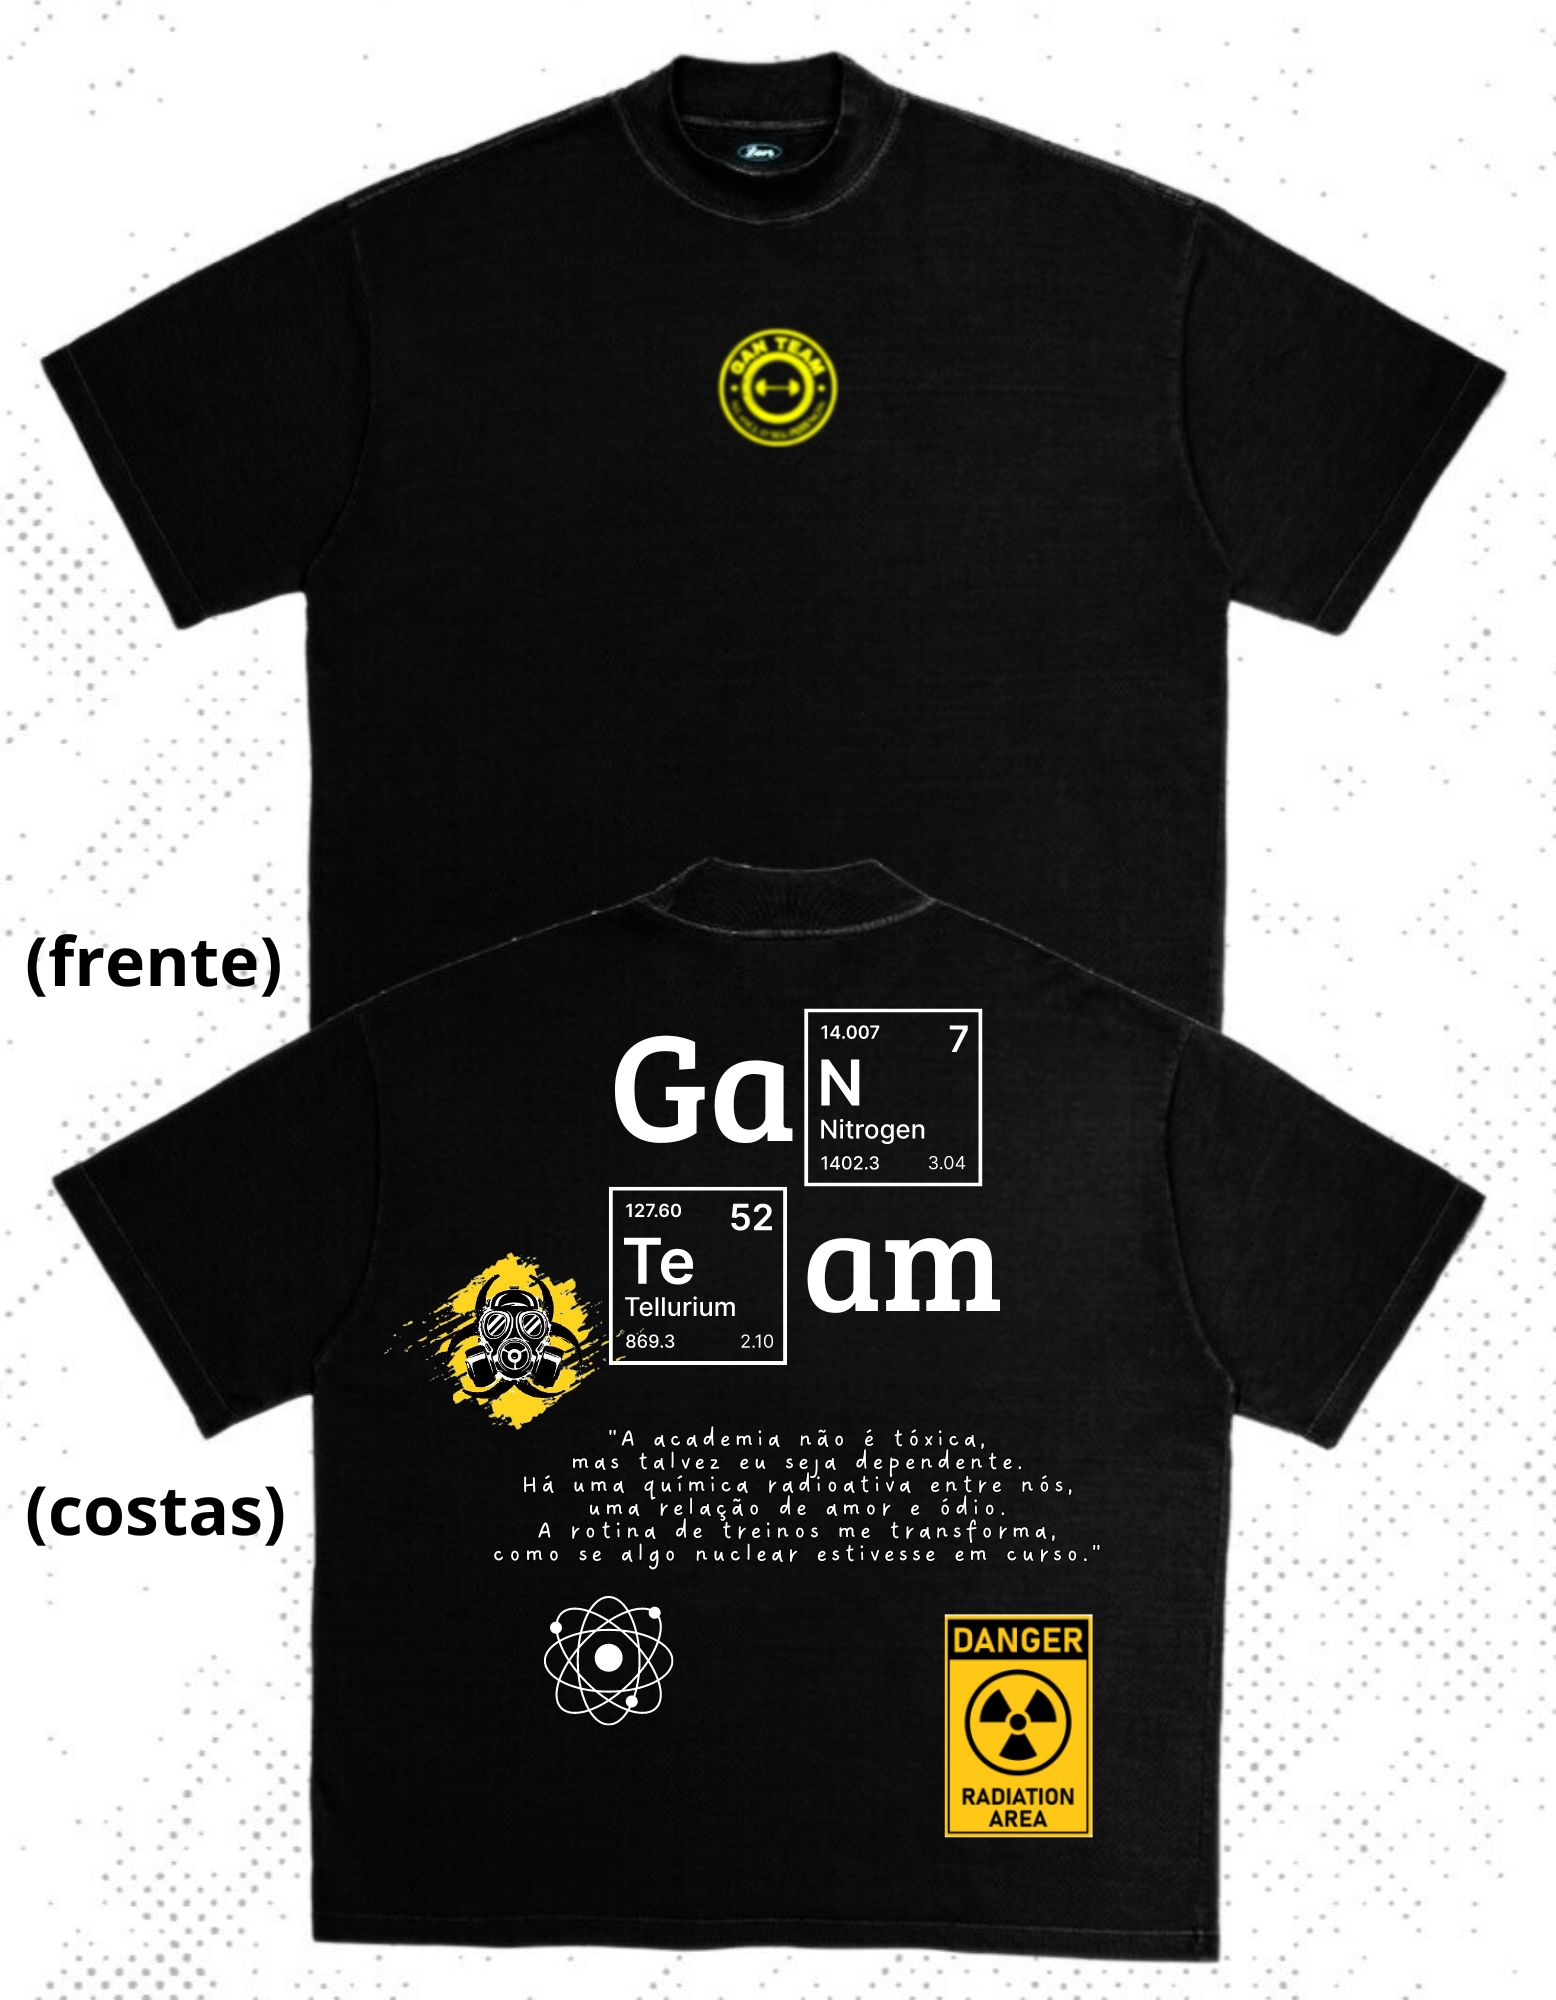 GAN TEAM
(frente)
Ga
14.007 7
N
Nitrogen
1402.3 3.04
127.60 52
Te
Tellurium
869.3 2.10
am
"A academia não é tóxica,
mas talvez eu seja dependente.
Há uma química radioativa entre nós,
uma relação de amor e ódio.
A rotina de treinos me transforma,
como se algo nuclear estivesse em curso."
(costas)
DANGER
RADIATION
AREA